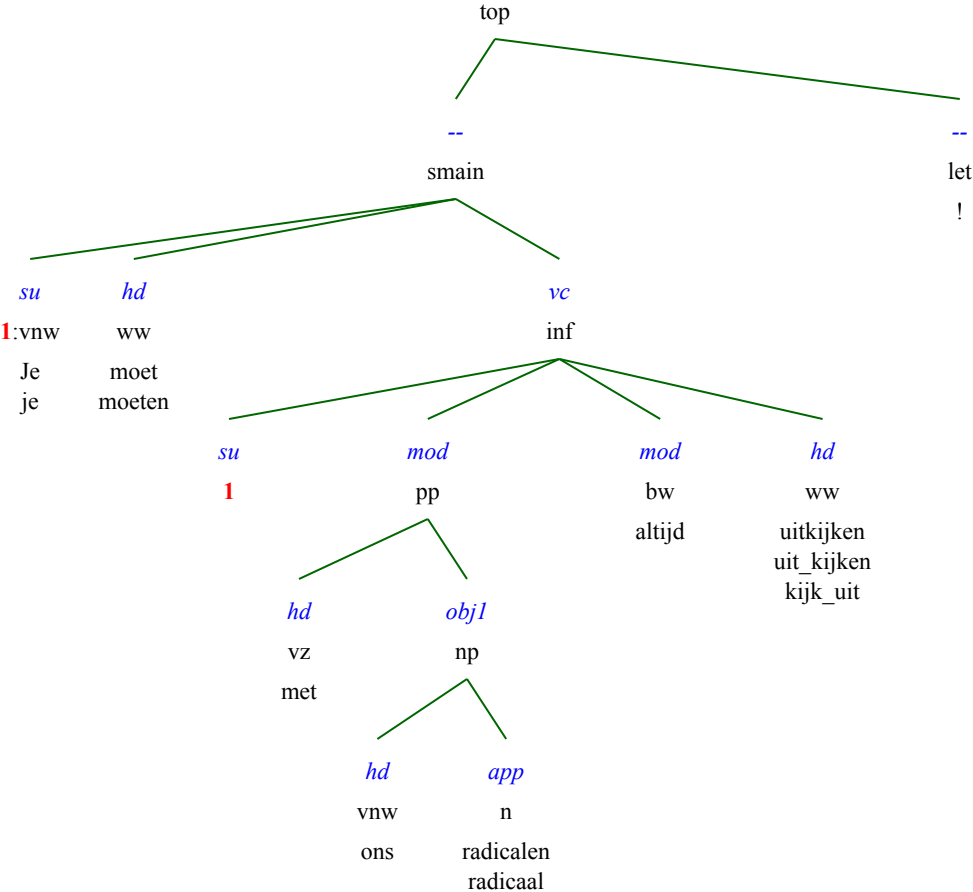 top
-- --
smain let
!
su hd vc
1:vnw ww inf
Je moet
je moeten
su mod mod hd
1 pp bw ww
altijd uitkijken
uit_kijken
kijk_uit
hd obj1
vz np
met
hd app
vnw n
ons radicalen
radicaal